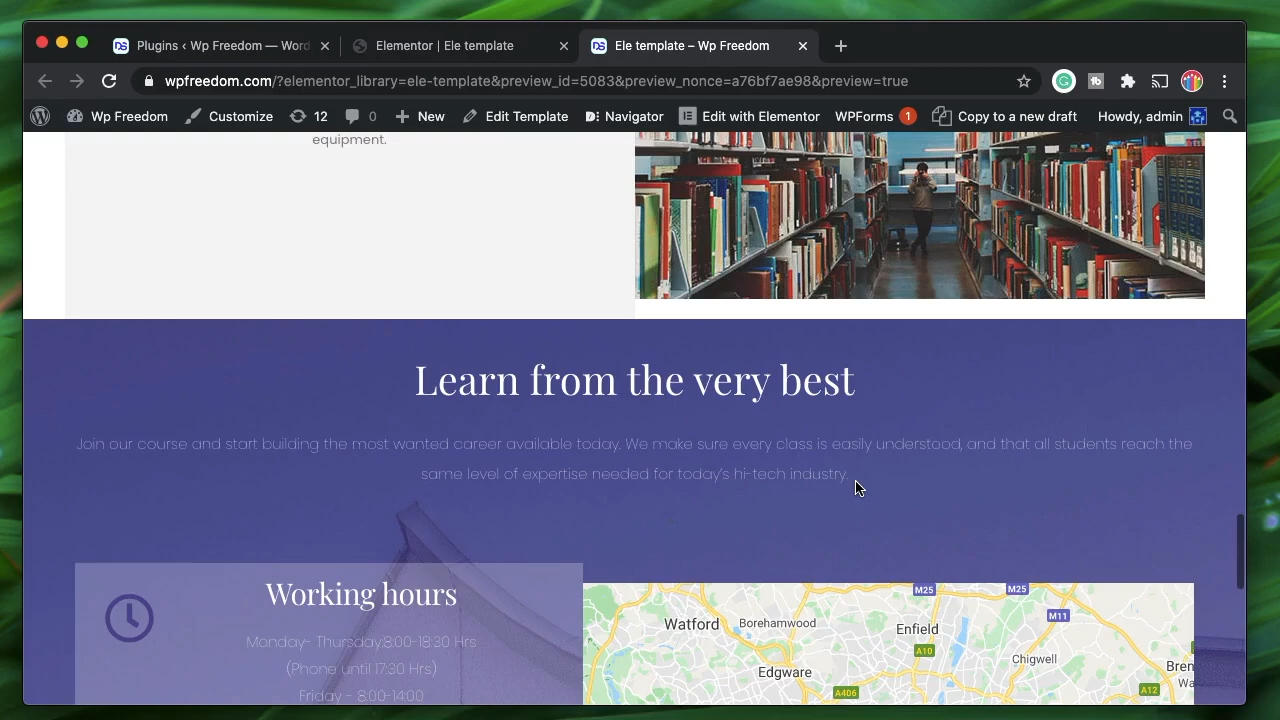 Plugins ‹ Wp Freedom — Word
Elementor | Ele template
Ele template – Wp Freedom
wpfreedom.com/?elementor_library=ele-template&preview_id=5083&preview_nonce=a76bf7ae98&preview=true
Wp Freedom Customize 12 0 New Edit Template Navigator Edit with Elementor WPForms 1 Copy to a new draft Howdy, admin
equipment.
Learn from the very best
Join our course and start building the most wanted career available today. We make sure every class is easily understood, and that all students reach the
same level of expertise needed for today's hi-tech industry.
Working hours
Monday- Thursday:8:00-18:30 Hrs
(Phone until 17:30 Hrs)
Friday - 8:00-14:00
M25
M25
M11
Watford
Borehamwood
Enfield
A10
Chigwell
Edgware
Bren
Wa
A406
A12